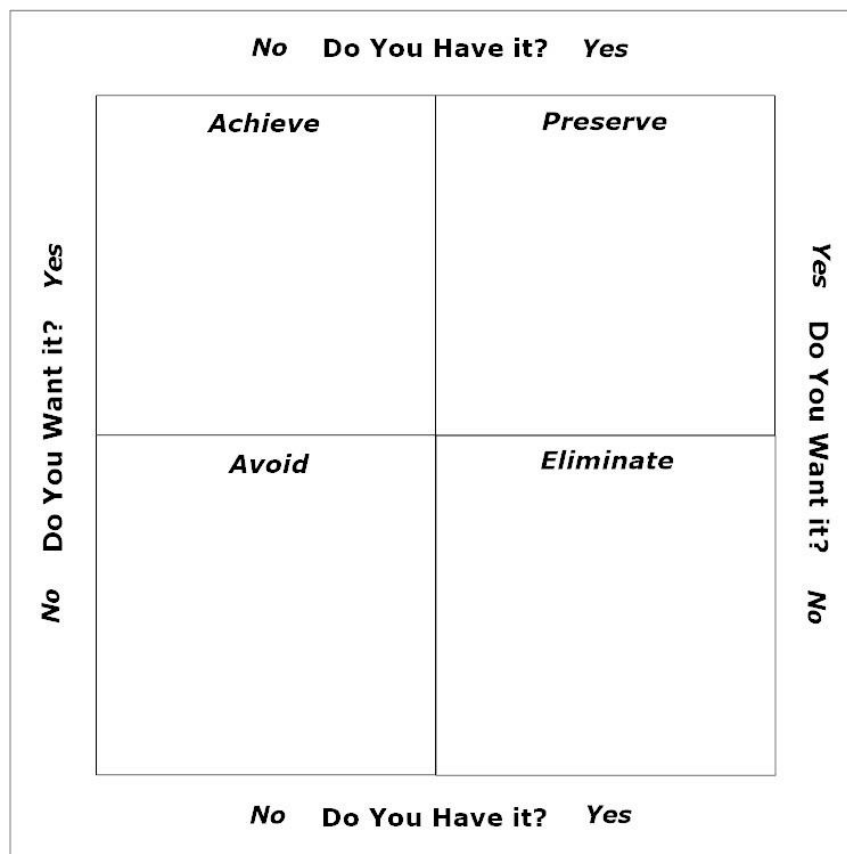 No Do You Have it? Yes
Achieve
Preserve
No Do You Want it? Yes
Yes Do You Want it? No
Avoid
Eliminate
No Do You Have it? Yes